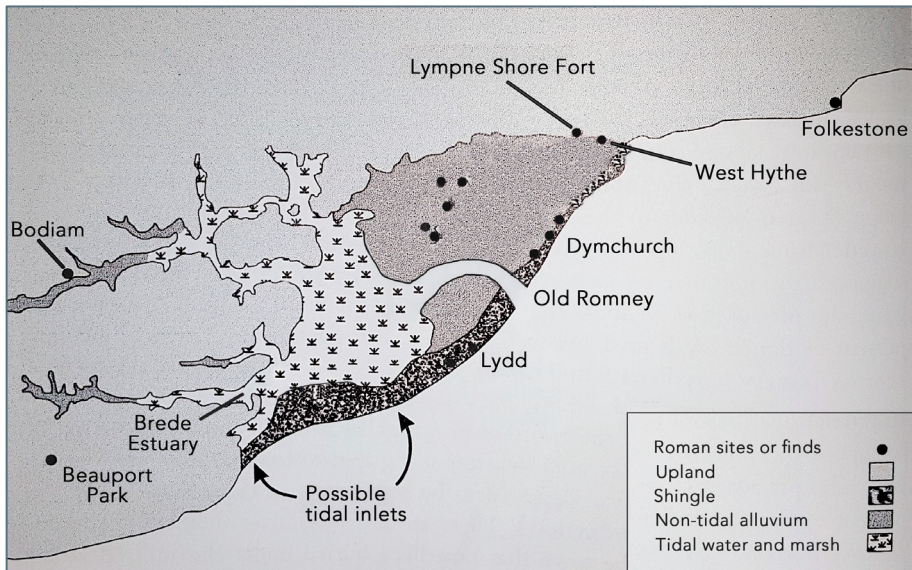 Lympne Shore Fort
Folkestone
West Hythe
Bodiam
Dymchurch
Old Romney
Lydd
Brede
Estuary
Beauport
Park
Possible
tidal inlets
Roman sites or finds
Upland
Shingle
Non-tidal alluvium
Tidal water and marsh